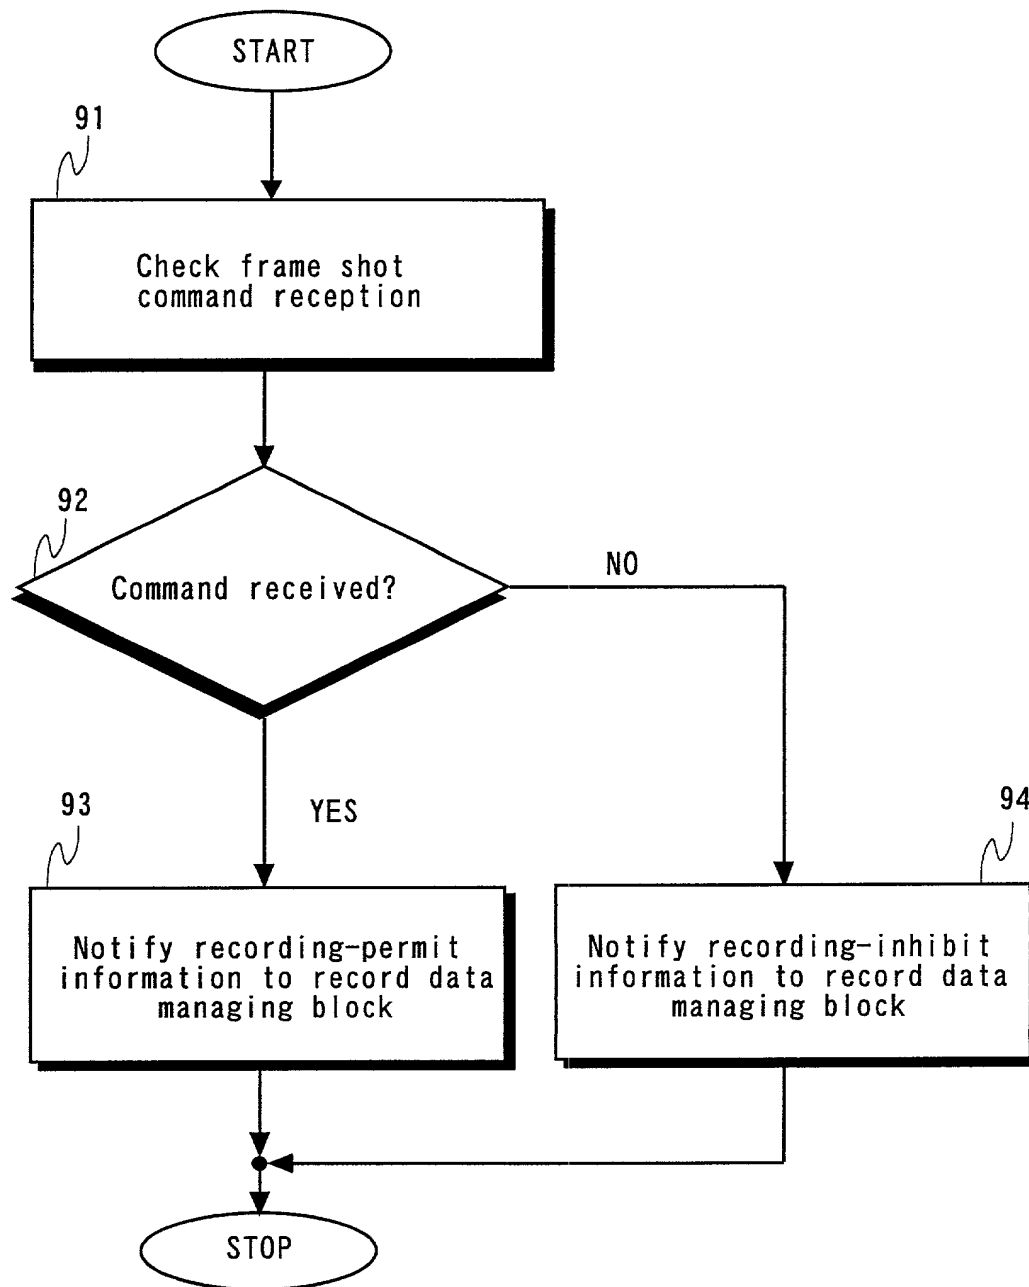 START
91
Check frame shot
command reception
92
Command received?
NO
YES
93
Notify recording-permit
information to record data
managing block
94
Notify recording-inhibit
information to record data
managing block
STOP